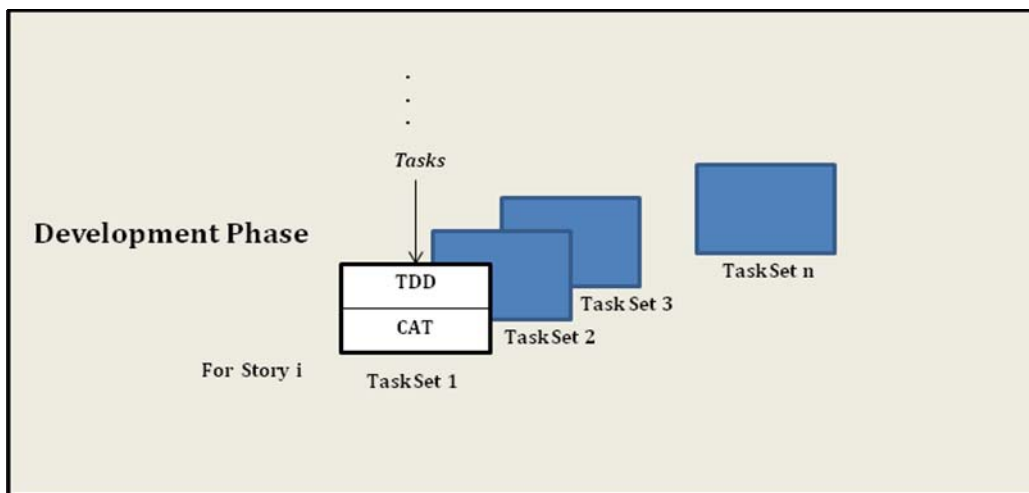 Tasks
Development Phase
TDD
CAT
Task Set n
Task Set 3
Task Set 2
For Story i
Task Set 1